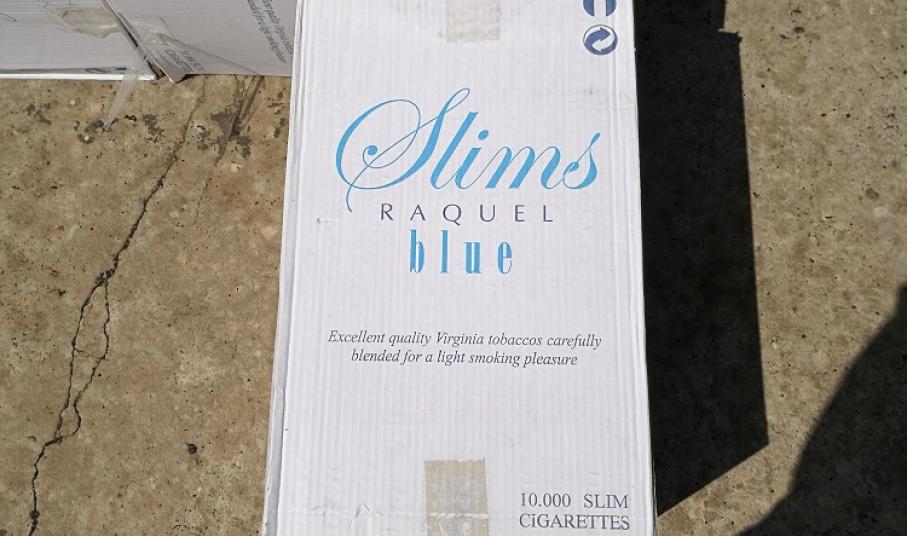 Slims
RAQUEL
blue
Excellent quality Virginia tobaccos carefully
blended for a light smoking pleasure
10.000 SLIM
CiGARETTES